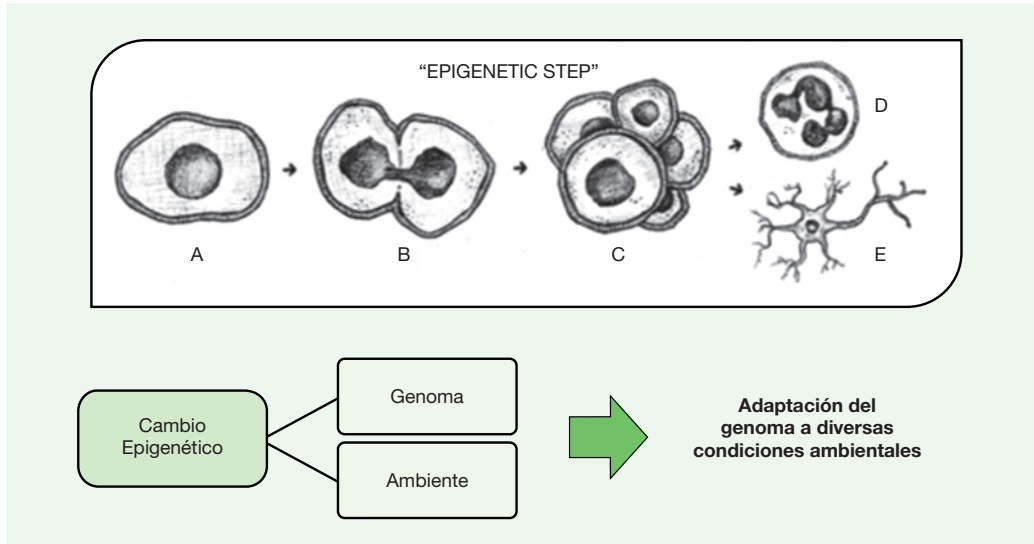 “EPIGENETIC STEP”
A
B
C
D
E
Cambio
Epigenético
Genoma
Ambiente
Adaptación del
genoma a diversas
condiciones ambientales